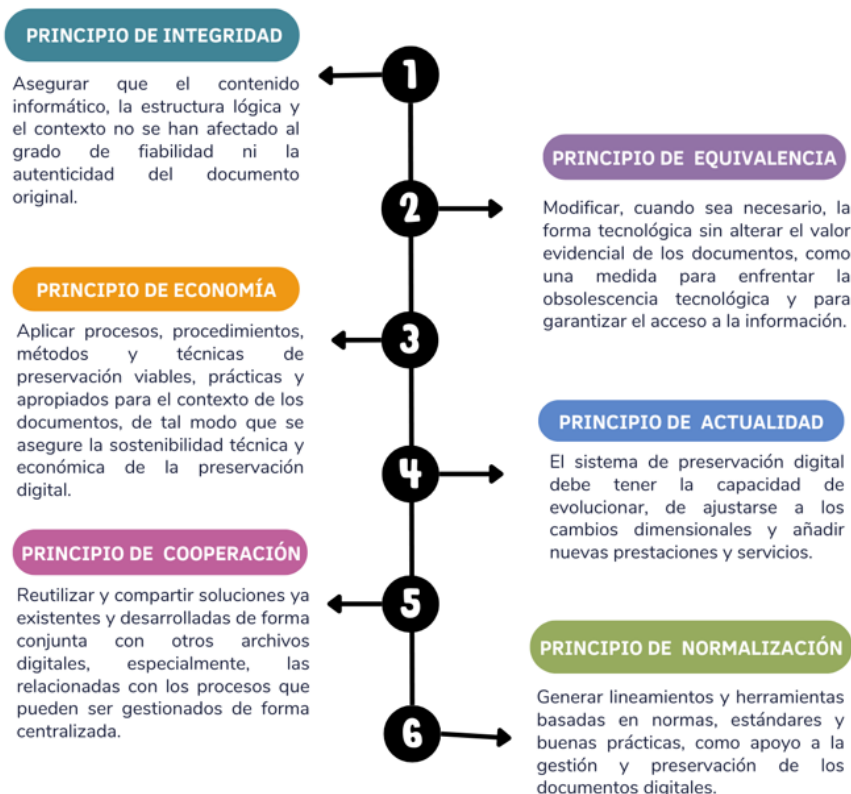 PRINCIPIO DE INTEGRIDAD
1
Asegurar que el contenido
informático, la estructura lógica y
el contexto no se han afectado al
grado de fiabilidad ni la
autenticidad del documento
original.
PRINCIPIO DE EQUIVALENCIA
2
Modificar, cuando sea necesario, la
forma tecnológica sin alterar el valor
evidencial de los documentos, como
una medida para enfrentar la
obsolescencia tecnológica y para
garantizar el acceso a la información.
PRINCIPIO DE ECONOMÍA
3
Aplicar procesos, procedimientos,
métodos y técnicas de
preservación viables, prácticas y
apropiados para el contexto de los
documentos, de tal modo que se
asegure la sostenibilidad técnica y
económica de la preservación
digital.
PRINCIPIO DE ACTUALIDAD
4
El sistema de preservación digital
debe tener la capacidad de
evolucionar, de ajustarse a los
cambios dimensionales y añadir
nuevas prestaciones y servicios.
PRINCIPIO DE COOPERACIÓN
5
Reutilizar y compartir soluciones ya
existentes y desarrolladas de forma
conjunta con otros archivos
digitales, especialmente, las
relacionadas con los procesos que
pueden ser gestionados de forma
centralizada.
PRINCIPIO DE NORMALIZACIÓN
6
Generar lineamientos y herramientas
basadas en normas, estándares y
buenas prácticas, como apoyo a la
gestión y preservación de los
documentos digitales.